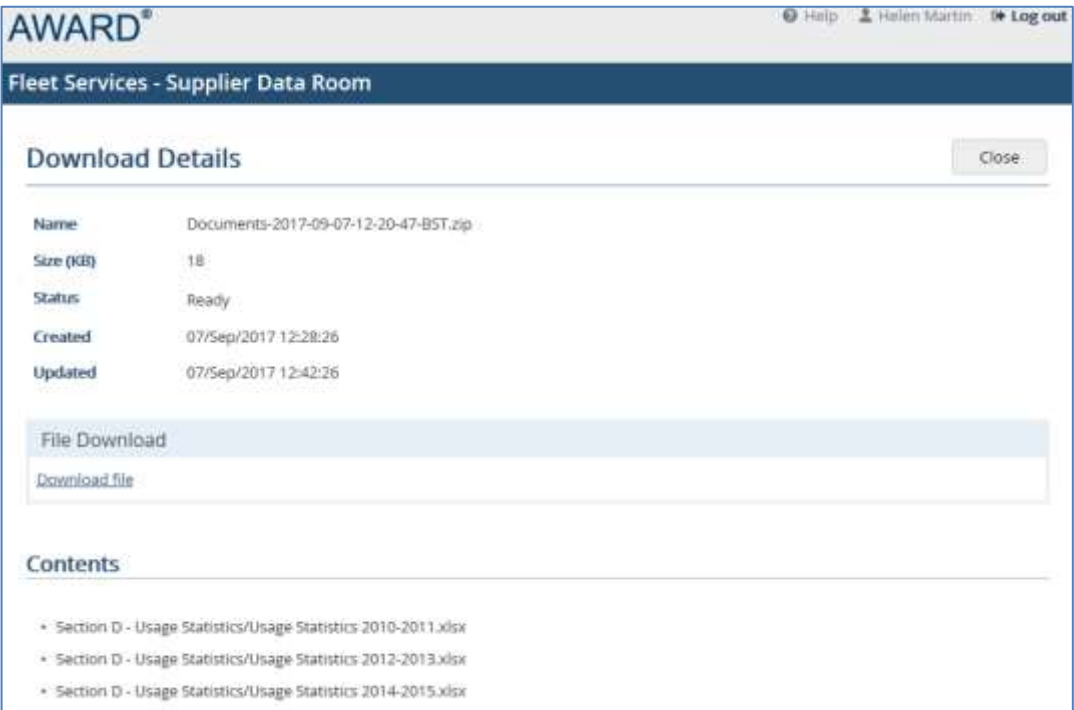 AWARD®
Help Helen Martin Log out
Fleet Services - Supplier Data Room
Download Details
Close
Name Documents-2017-09-07-12-20-47-BST.zip
Size (KB) 18
Status Ready
Created 07/Sep/2017 12:28:26
Updated 07/Sep/2017 12:42:26
File Download
Download file
Contents
• Section D - Usage Statistics/Usage Statistics 2010-2011.xlsx
• Section D - Usage Statistics/Usage Statistics 2012-2013.xlsx
• Section D - Usage Statistics/Usage Statistics 2014-2015.xlsx